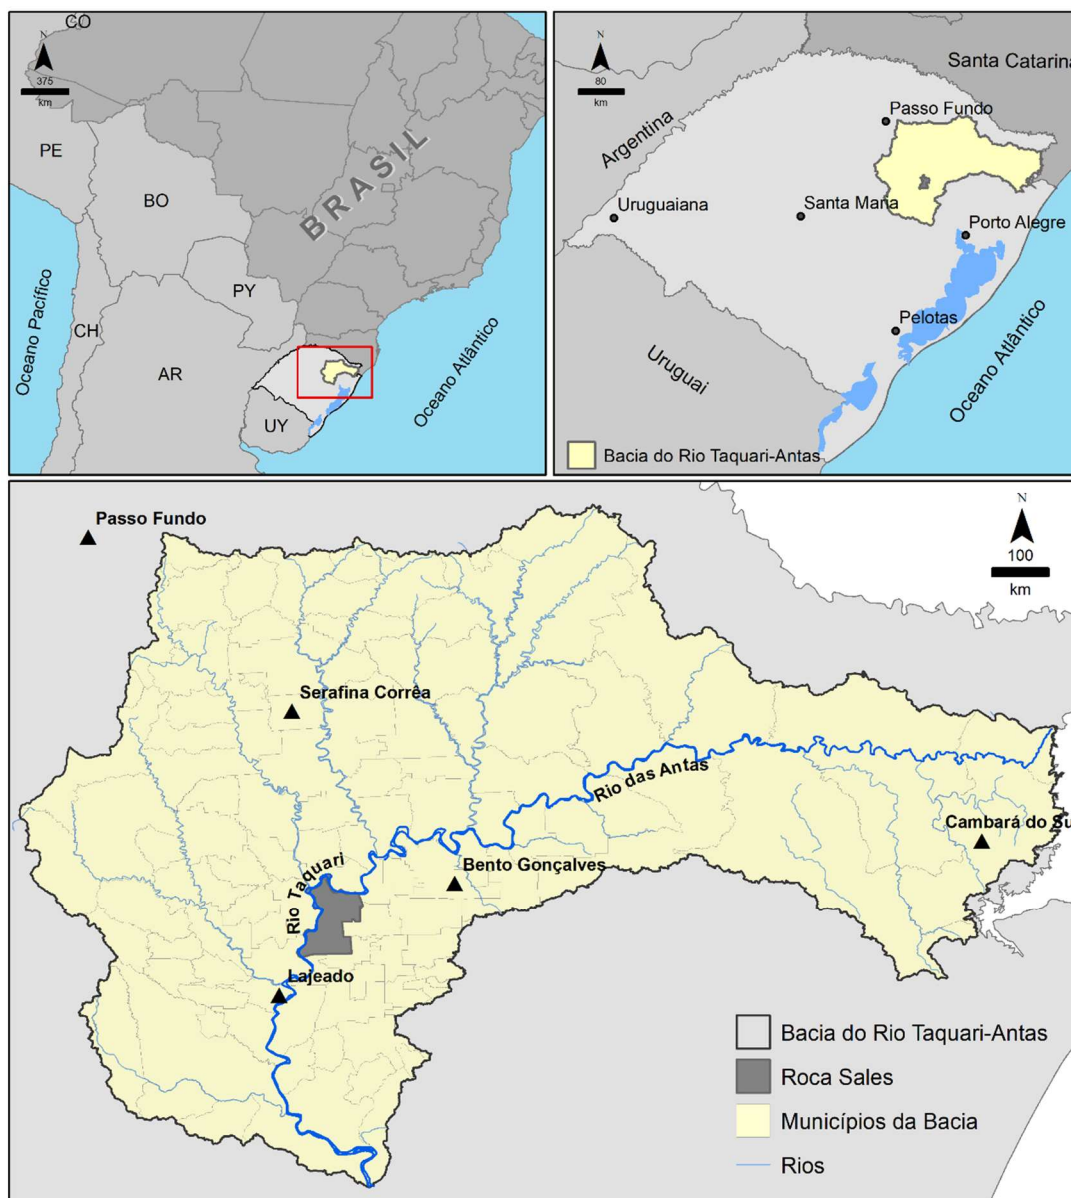 CO
N
375
km
PE
BO
BRASIL
PY
Oceano Pacífico
CH
AR
UY
Oceano Atlântico
N
80
km
Santa Catarina
Passo Fundo
Argentina
Uruguaiana
Santa Maria
Porto Alegre
Pelotas
Uruguai
Oceano Atlântico
Bacia do Rio Taquari-Antas
Passo Fundo
N
100
km
Serafina Corrêa
Rio das Antas
Cambará do Su
Rio Taquari
Bento Gonçalves
Lajeado
Bacia do Rio Taquari-Antas
Roca Sales
Municípios da Bacia
Rios